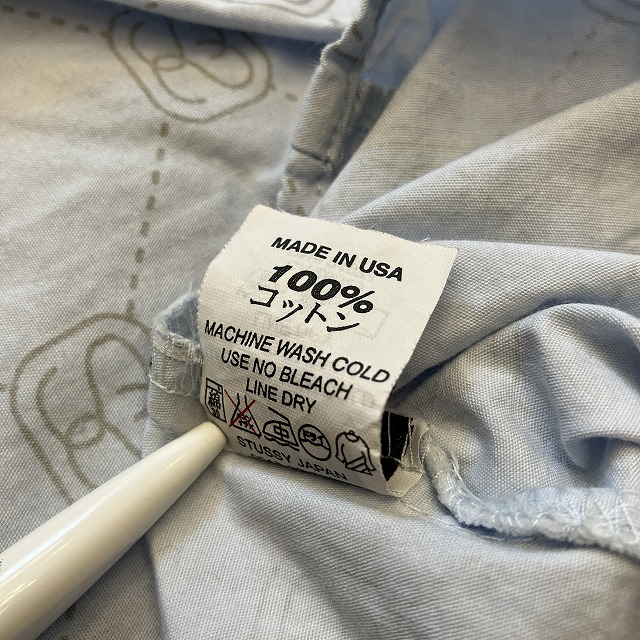 MADE IN USA
100%
コットン
MACHINE WASH COLD
USE NO BLEACH
LINE DRY
STUSSY JAPAN